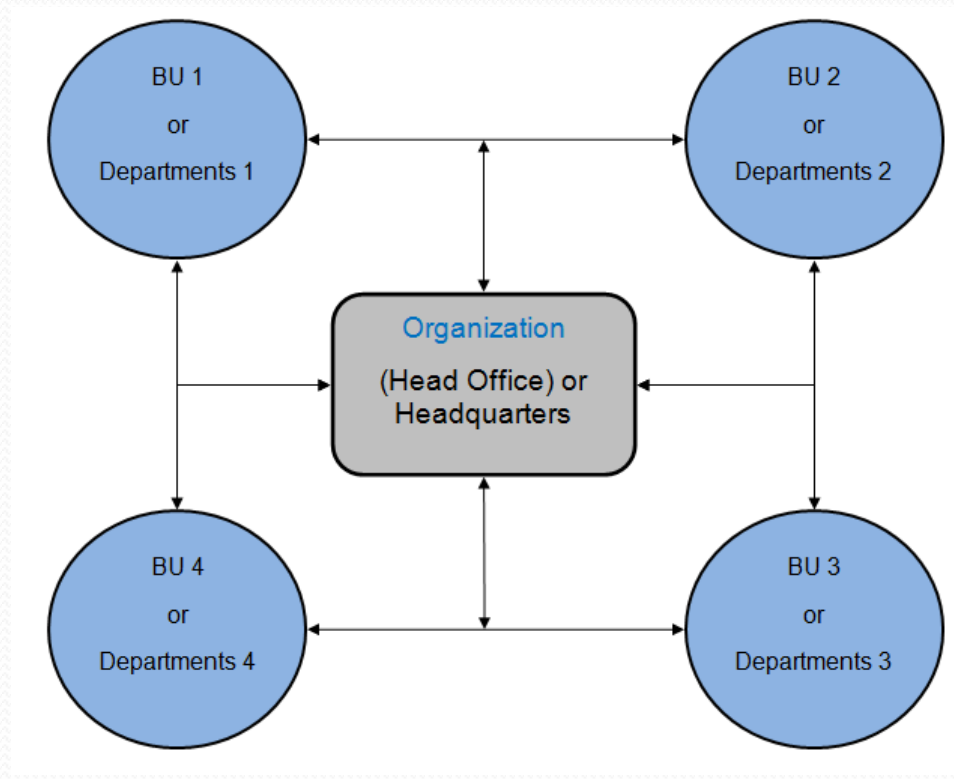 BU 1
or
Departments 1
BU 2
or
Departments 2
Organization
(Head Office) or
Headquarters
BU 4
or
Departments 4
BU 3
or
Departments 3